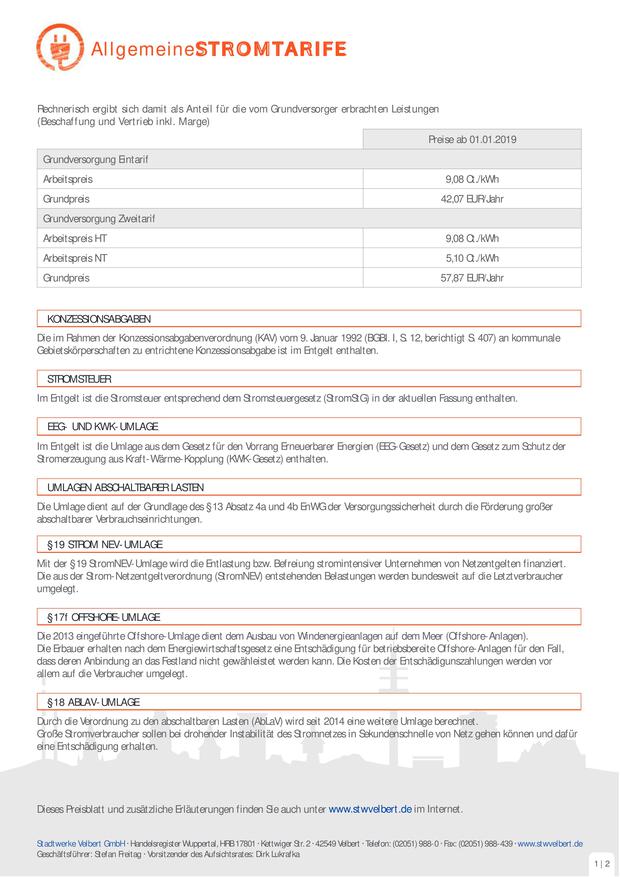 AllgemeineSTROMTARIFE
Rechnerisch ergibt sich damit als Anteil für die vom Grundversorger erbrachten Leistungen
(Beschaffung und Vertrieb inkl. Marge)
Preise ab 01.01.2019
Grundversorgung Eintarif
Arbeitspreis 9,08 Ct./kWh
Grundpreis 42,07 EUR/Jahr
Grundversorgung Zweitarif
Arbeitspreis HT 9,08 Ct./kWh
Arbeitspreis NT 5,10 Ct./kWh
Grundpreis 57,87 EUR/Jahr
KONZESSIONSABGABEN
Die im Rahmen der Konzessionsabgabenverordnung (KAV) vom 9. Januar 1992 (BGBl. I, S. 12, berichtigt S. 407) an kommunale
Gebietskörperschaften zu entrichtene Konzessionsabgabe ist im Entgelt enthalten.
STROMSTEUER
Im Entgelt ist die Stromsteuer entsprechend dem Stromsteuergesetz (StromStG) in der aktuellen Fassung enthalten.
EEG- UND KWK-UMLAGE
Im Entgelt ist die Umlage aus dem Gesetz für den Vorrang Erneuerbarer Energien (EEG-Gesetz) und dem Gesetz zum Schutz der
Stromerzeugung aus Kraft-Wärme-Kopplung (KWK-Gesetz) enthalten.
UMLAGEN ABSCHALTBARER LASTEN
Die Umlage dient auf der Grundlage des §13 Absatz 4a und 4b EnWG der Versorgungssicherheit durch die Förderung großer
abschaltbarer Verbrauchseinrichtungen.
§19 STROM NEV-UMLAGE
Mit der §19 StromNEV-Umlage wird die Entlastung bzw. Befreiung stromintensiver Unternehmen von Netzentgelten finanziert.
Die aus der Strom-Netzentgeltverordnung (StromNEV) entstehenden Belastungen werden bundesweit auf die Letztverbraucher
umgelegt.
§17f OFFSHORE-UMLAGE
Die 2013 eingeführte Offshore-Umlage dient dem Ausbau von Windenergieanlagen auf dem Meer (Offshore-Anlagen).
Die Erbauer erhalten nach dem Energiewirtschaftsgesetz eine Entschädigung für betriebsbereite Offshore-Anlagen für den Fall,
dass deren Anbindung an das Festland nicht gewähleistet werden kann. Die Kosten der Entschädigunszahlungen werden vor
allem auf die Verbraucher umgelegt.
§18 ABLAV-UMLAGE
Durch die Verordnung zu den abschaltbaren Lasten (AbLaV) wird seit 2014 eine weitere Umlage berechnet.
Große Stromverbraucher sollen bei drohender Instabilität des Stromnetzes in Sekundenschnelle von Netz gehen können und dafür
eine Entschädigung erhalten.
Dieses Preisblatt und zusätzliche Erläuterungen finden Sie auch unter www.stwvelbert.de im Internet.
Stadtwerke Velbert GmbH · Handelsregister Wuppertal, HRB 17801 · Kettwiger Str. 2 · 42549 Velbert · Telefon: (02051) 988-0 · Fax: (02051) 988-439 · www.stwvelbert.de
Geschäftsführer: Stefan Freitag · Vorsitzender des Aufsichtsrates: Dirk Lukrafka
1 | 2